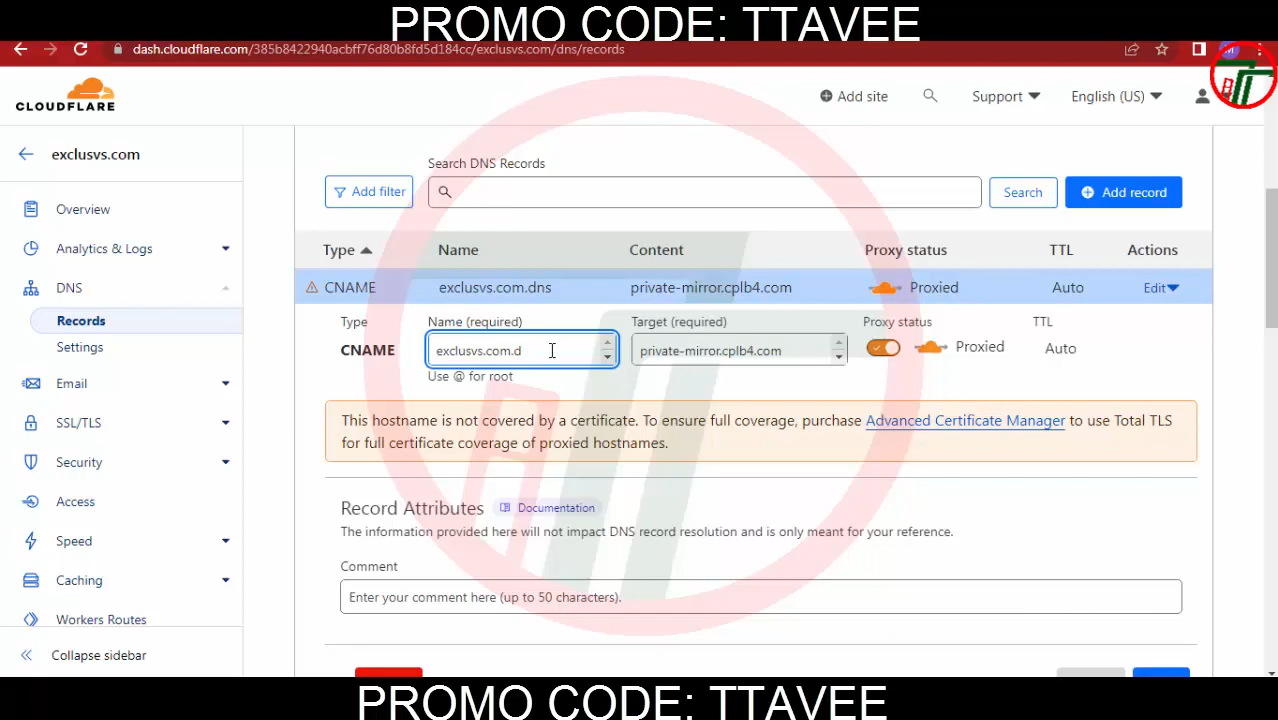 PROMO CODE: TTAVEE
dash.cloudflare.com/385b8422940acbff76d80b8fd5d184cc/exclusvs.com/dns/records
CLOUDFLARE
Add site
Support
English (US)
exclusvs.com
Overview
Analytics & Logs
DNS
Records
Settings
Email
SSL/TLS
Security
Access
Speed
Caching
Workers Routes
Collapse sidebar
Search DNS Records
Add filter
Search
Add record
Type Name Content Proxy status TTL Actions
CNAME exclusvs.com.dns private-mirror.cplb4.com Proxied Auto Edit
Type Name (required) Target (required) Proxy status TTL
CNAME exclusvs.com.d private-mirror.cplb4.com Proxied Auto
Use @ for root
This hostname is not covered by a certificate. To ensure full coverage, purchase Advanced Certificate Manager to use Total TLS
for full certificate coverage of proxied hostnames.
Record Attributes Documentation
The information provided here will not impact DNS record resolution and is only meant for your reference.
Comment
Enter your comment here (up to 50 characters).
PROMO CODE: TTAVEE